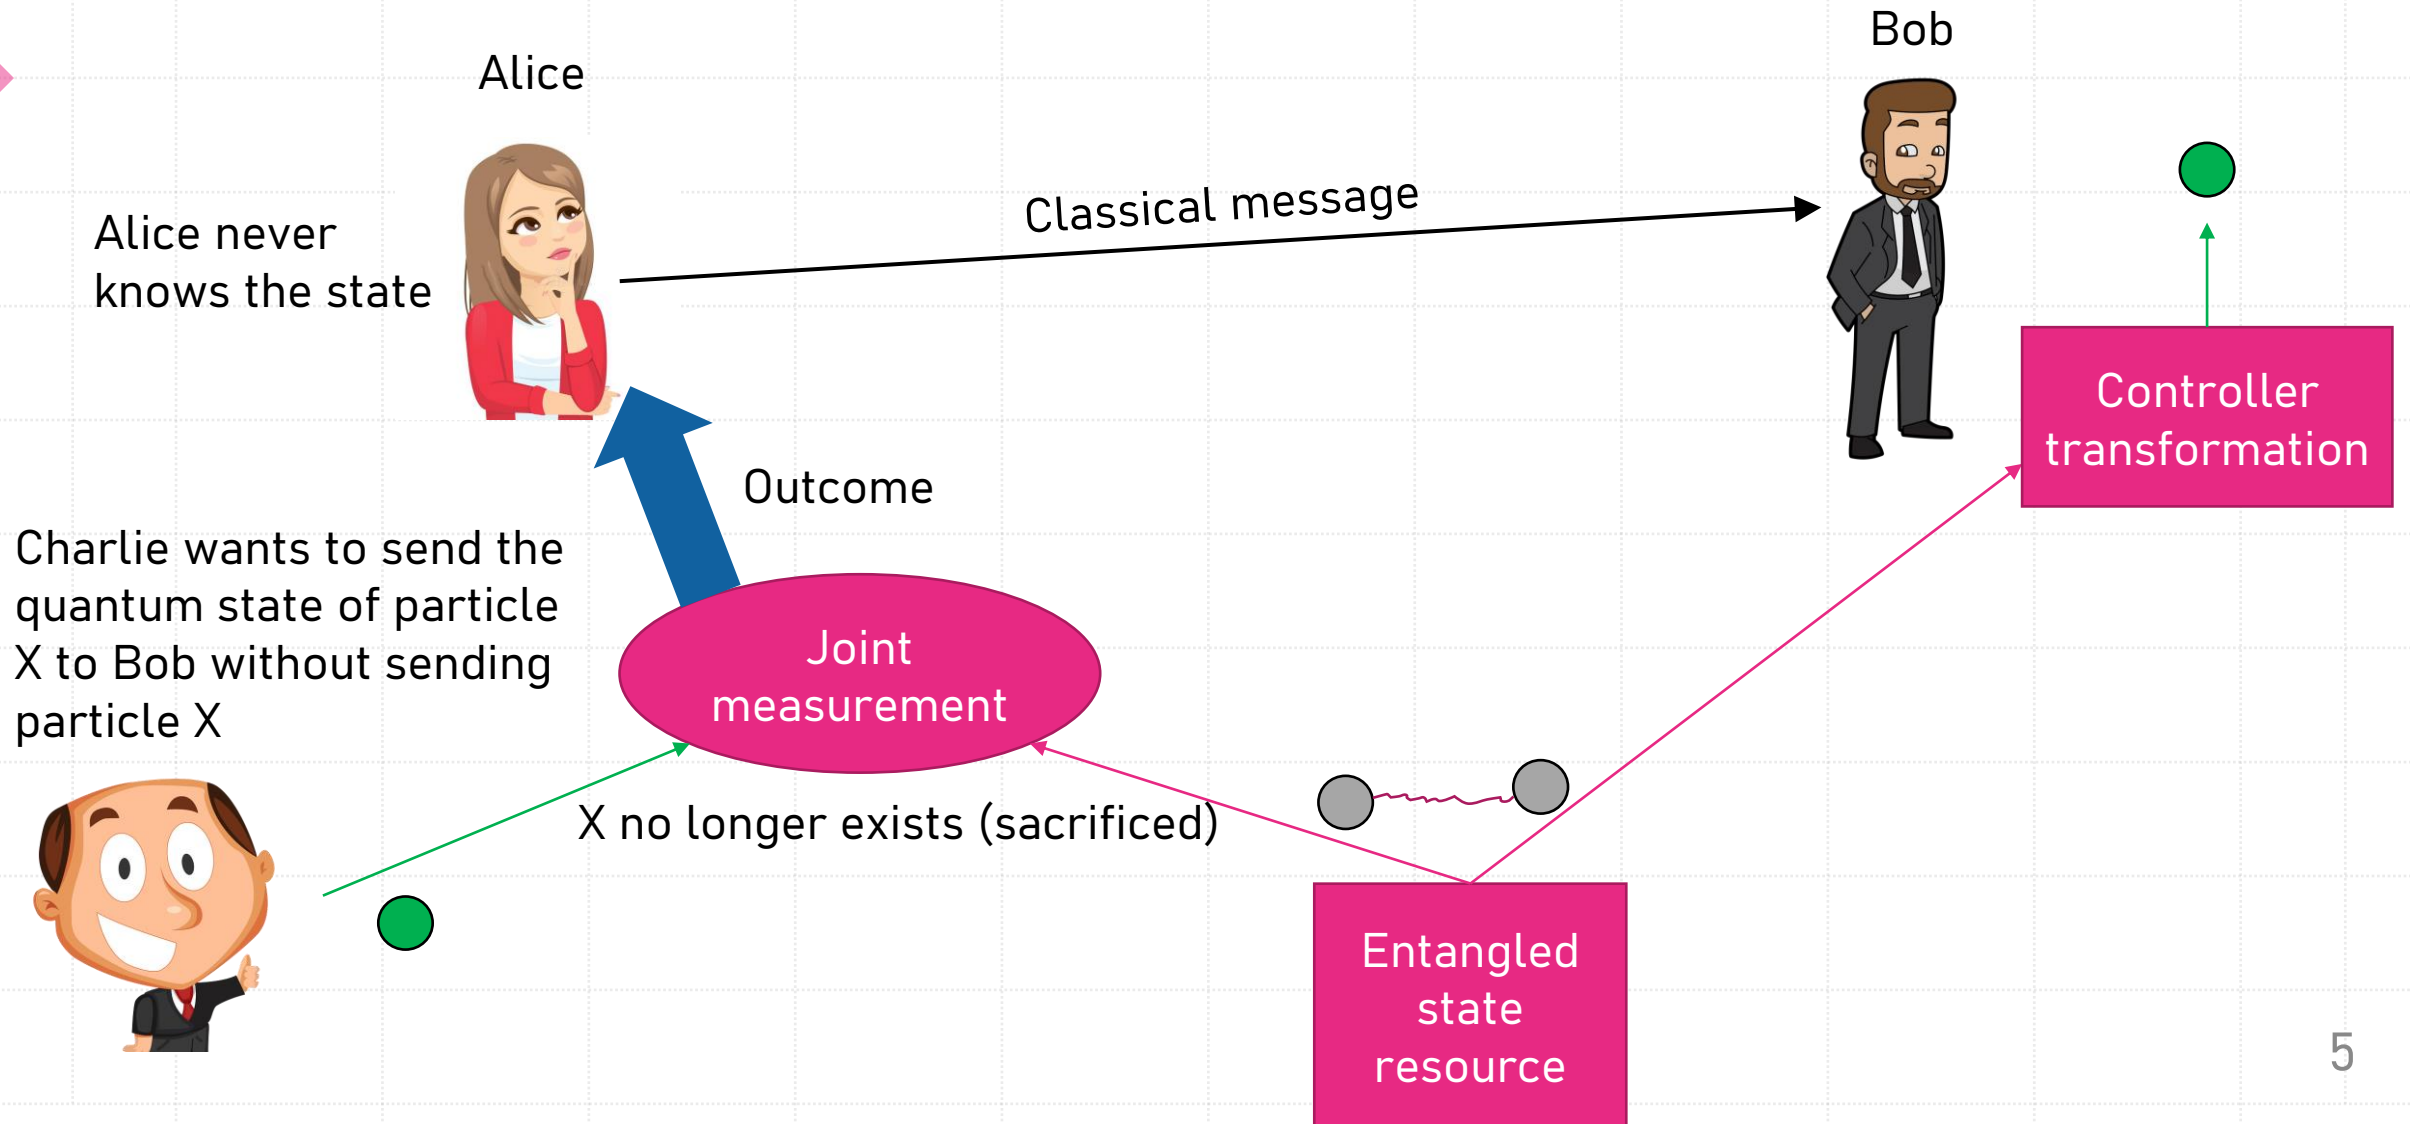 Bob
Alice
Classical message
Alice never
knows the state
Controller
transformation
Outcome
Charlie wants to send the
quantum state of particle
X to Bob without sending
particle X
Joint
measurement
X no longer exists (sacrificed)
Entangled
state
resource
5